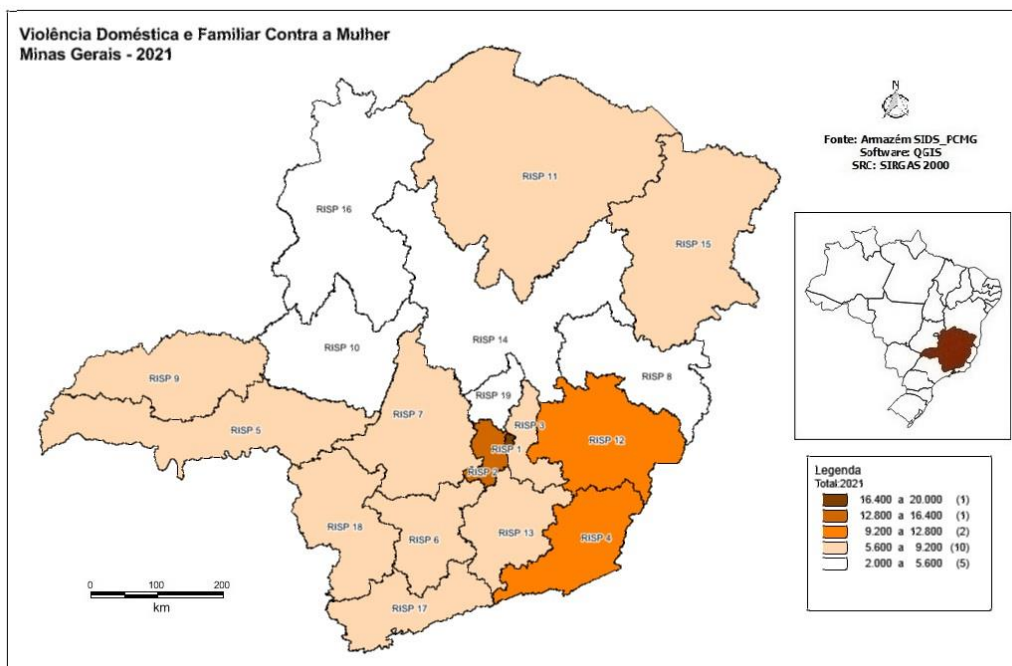 Violência Doméstica e Familiar Contra a Mulher
Minas Gerais - 2021
N
Fonte: Armazém SIDS_PCMG
Software: QGIS
SRC: SIRGAS 2000
RISP 11
RISP 16
RISP 15
RISP 14
RISP 10
RISP 8
RISP 9
RISP 19
RISP 7
RISP 3
RISP 5
RISP 12
RISP 1
RISP 2
RISP 18
RISP 6
RISP 13
RISP 4
RISP 17
0 100 200
km
Legenda
Total:2021
16.400 a 20.000 (1)
12.800 a 16.400 (1)
9.200 a 12.800 (2)
5.600 a 9.200 (10)
2.000 a 5.600 (5)